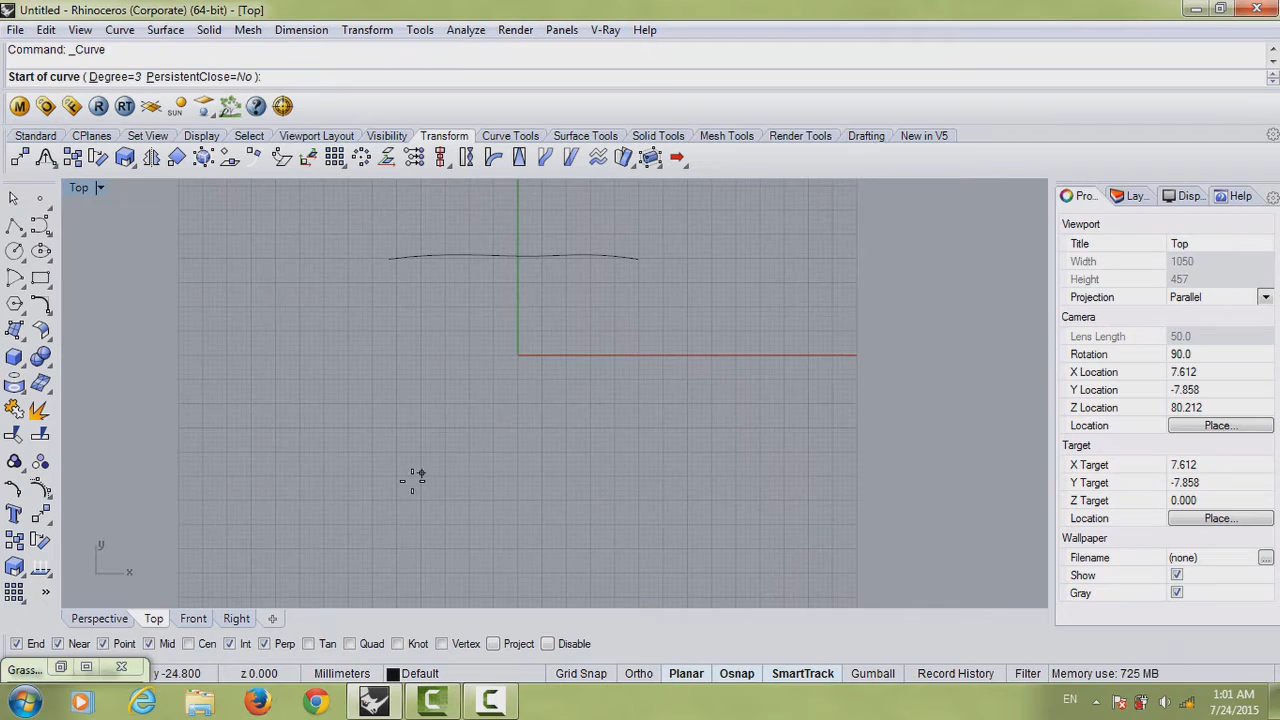 Untitled - Rhinoceros (Corporate) (64-bit) - [Top]
File Edit View Curve Surface Solid Mesh Dimension Transform Tools Analyze Render Panels V-Ray Help
Command: _Curve
Start of curve ( Degree=3 PersistentClose=No ):
M R RT SUN ?
Standard CPlanes Set View Display Select Viewport Layout Visibility Transform Curve Tools Surface Tools Solid Tools Mesh Tools Render Tools Drafting New in V5
Top
Pro... Lay... Disp... Help
Viewport
Title Top
Width 1050
Height 457
Projection Parallel
Camera
Lens Length 50.0
Rotation 90.0
X Location 7.612
Y Location -7.858
Z Location 80.212
Location Place...
Target
X Target 7.612
Y Target -7.858
Z Target 0.000
Location Place...
Wallpaper
Filename (none) ...
Show
Gray
y
x
Perspective Top Front Right
End Near Point Mid Cen Int Perp Tan Quad Knot Vertex Project Disable
Grass... y -24.800 z 0.000 Millimeters Default Grid Snap Ortho Planar Osnap SmartTrack Gumball Record History Filter Memory use: 725 MB
EN 1:01 AM
7/24/2015